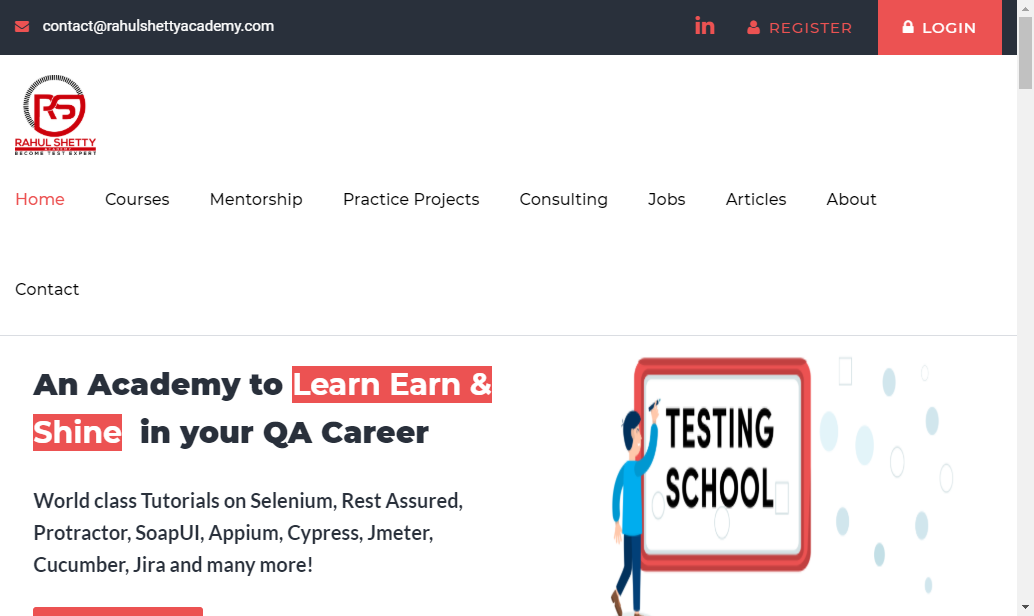 contact@rahulshettyacademy.com
REGISTER
LOGIN
RS
RAHUL SHETTY
ACADEMY
BECOME TEST EXPERT
Home Courses Mentorship Practice Projects Consulting Jobs Articles About
Contact
An Academy to Learn Earn &
Shine in your QA Career
World class Tutorials on Selenium, Rest Assured,
Protractor, SoapUI, Appium, Cypress, Jmeter,
Cucumber, Jira and many more!
TESTING
SCHOOL